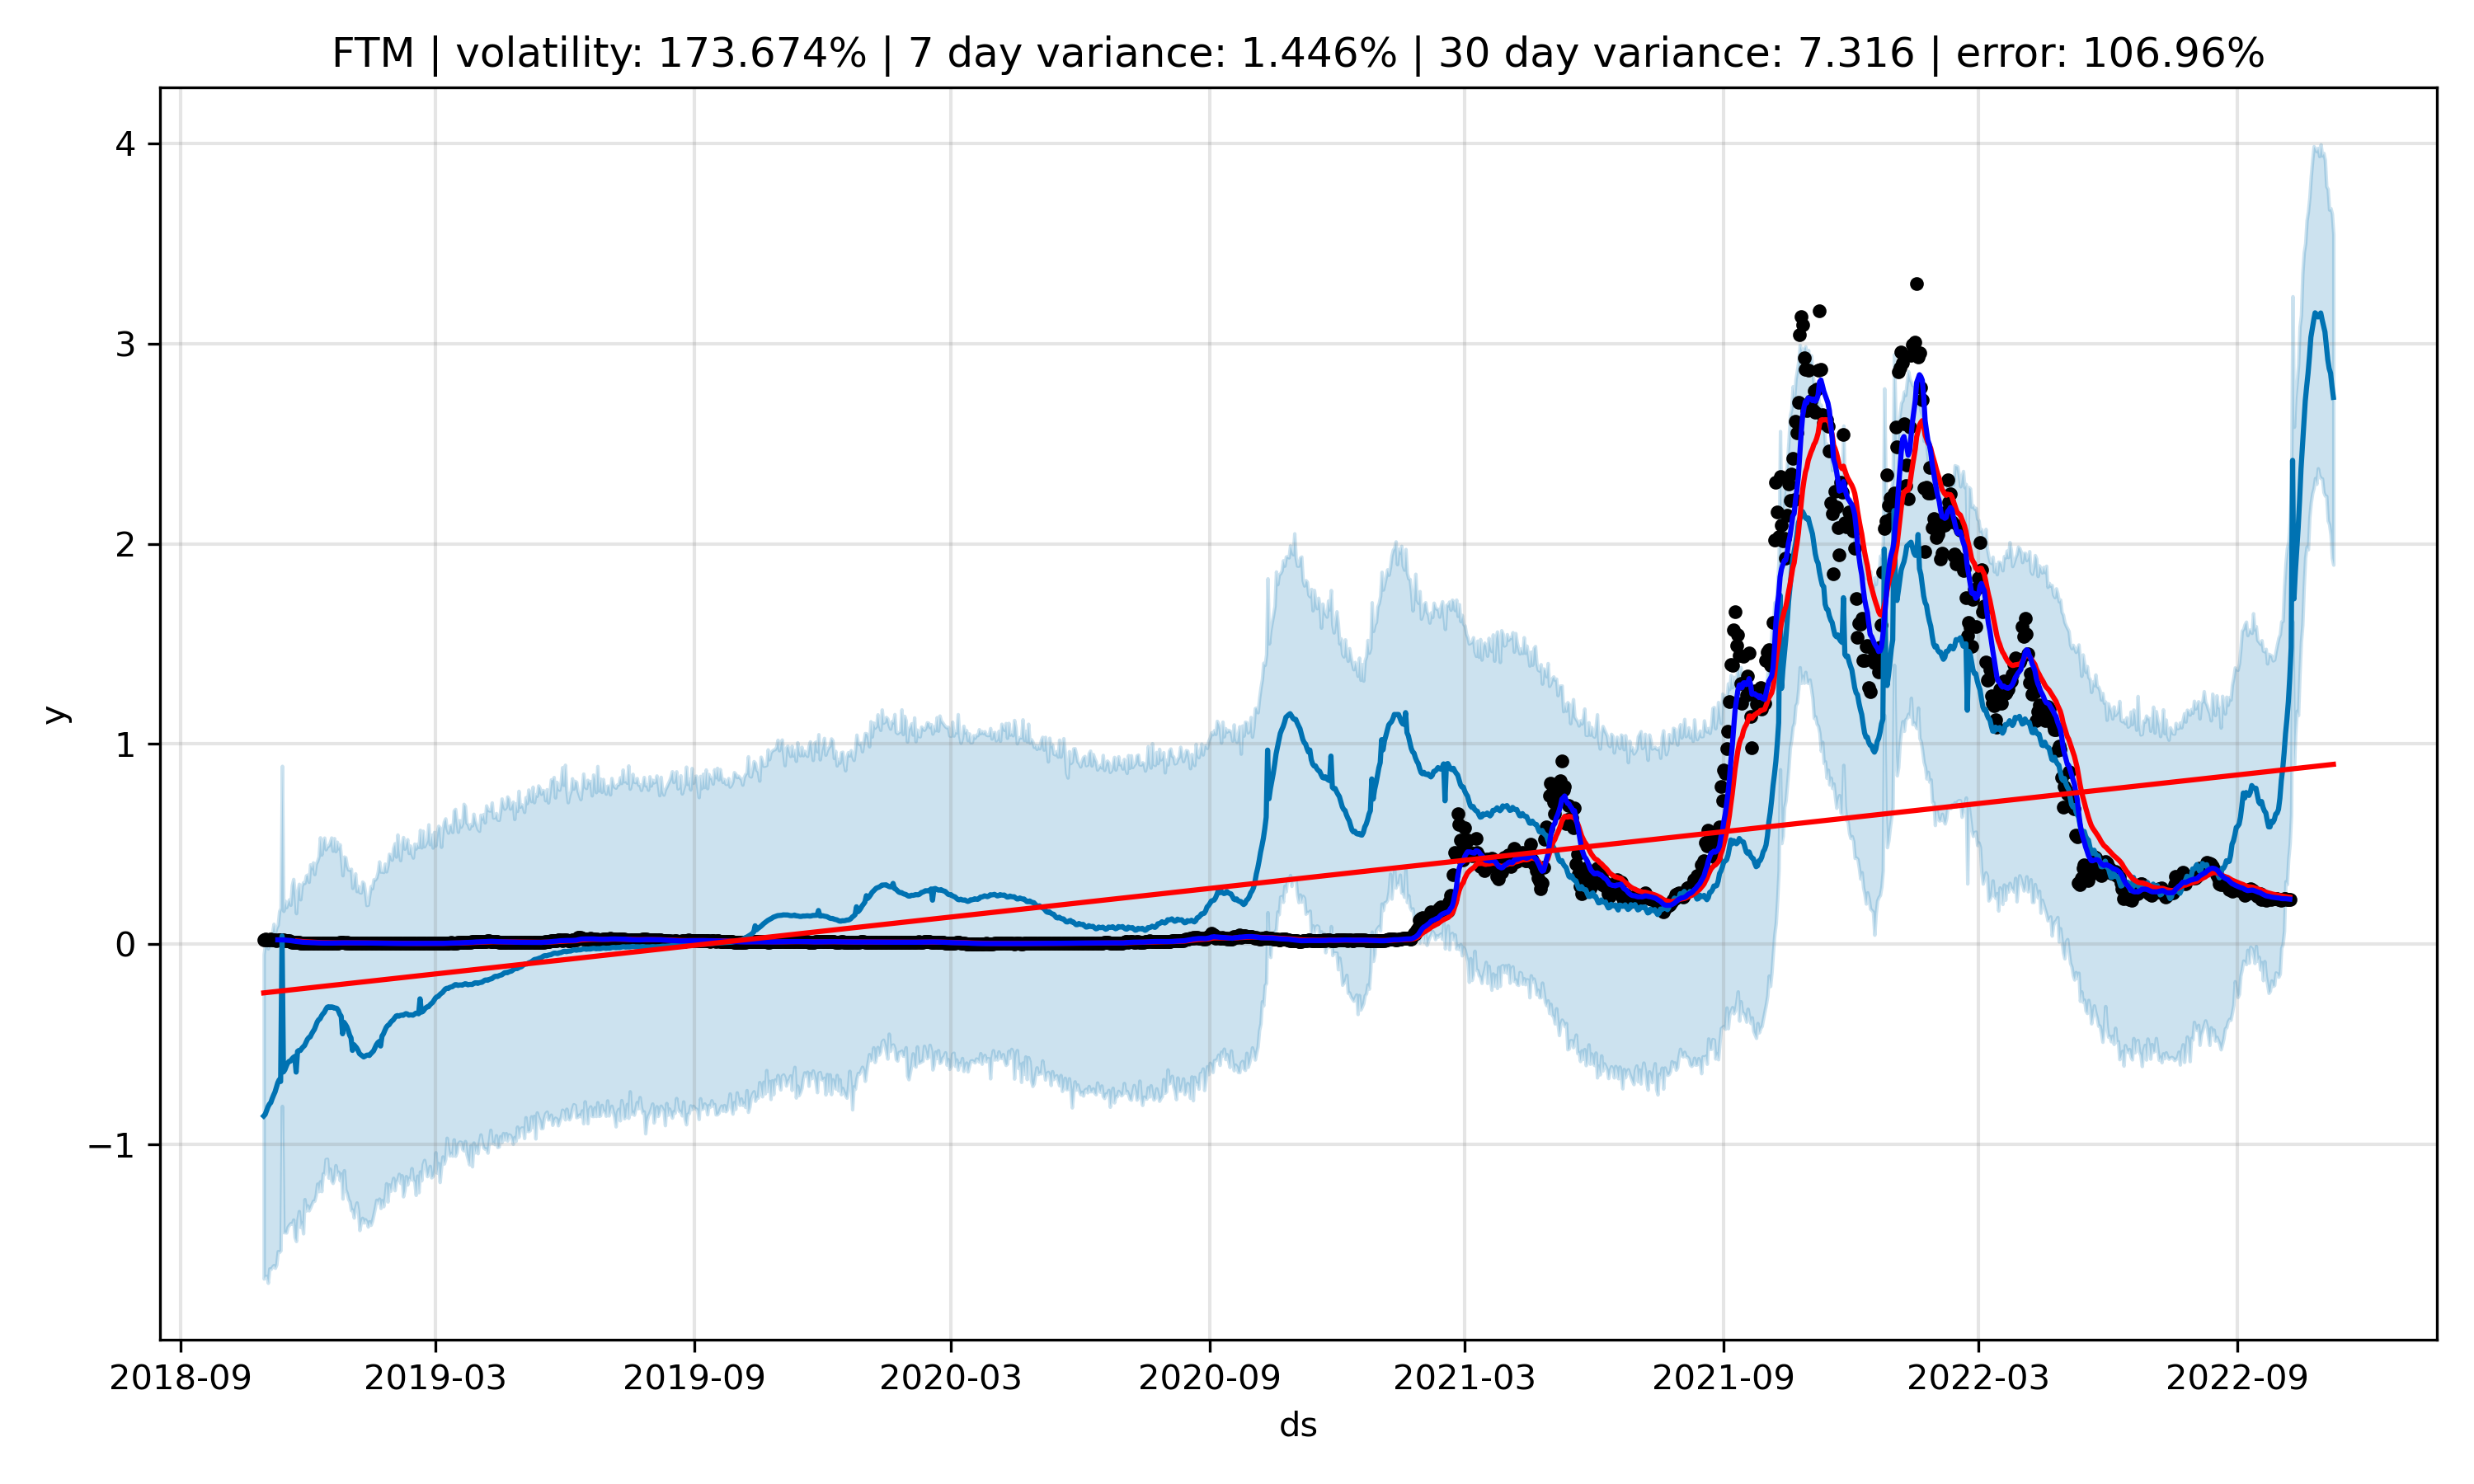 FTM | volatility: 173.674% | 7 day variance: 1.446% | 30 day variance: 7.316 | error: 106.96%
4
3
2
1
0
−1
y
2018-09 2019-03 2019-09 2020-03 2020-09 2021-03 2021-09 2022-03 2022-09
ds